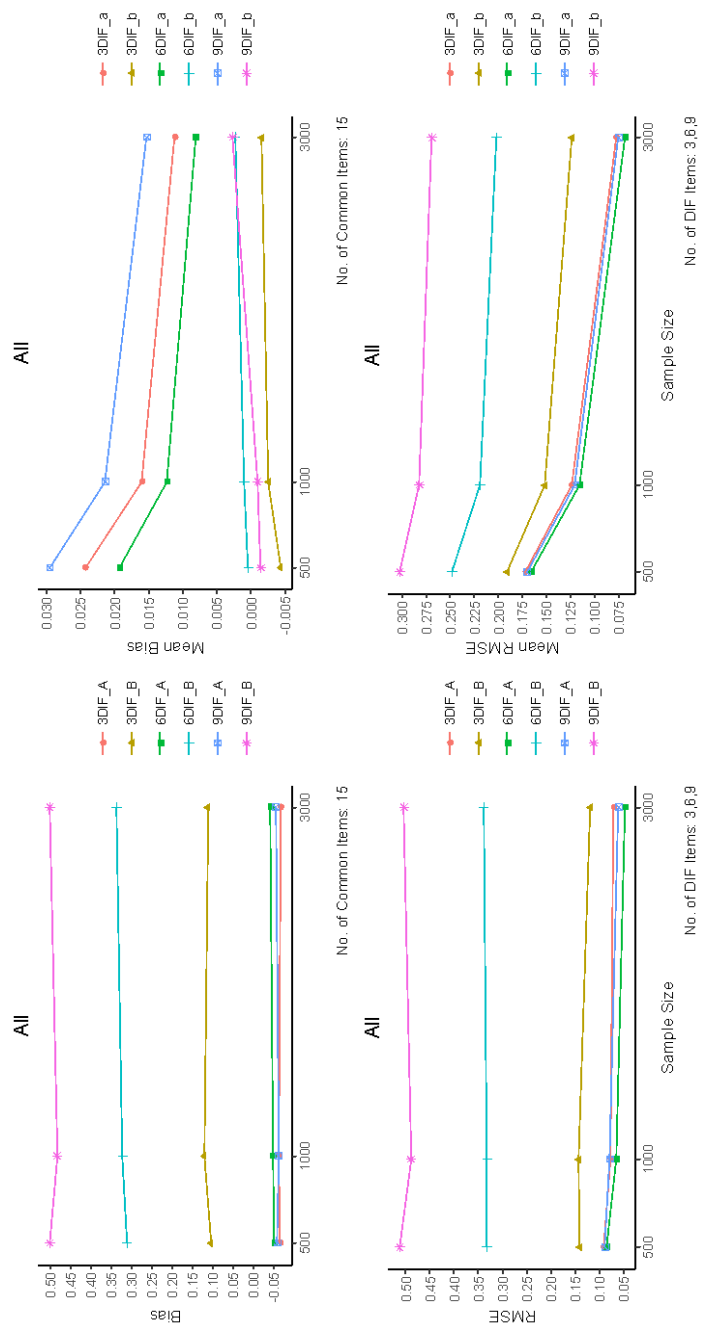 All
Bias
0.50
0.45
0.40
0.35
0.30
0.25
0.20
0.15
0.10
0.05
0.00
-0.05
500
1000
3000
No. of Common Items: 15
3DIF_A
3DIF_B
6DIF_A
6DIF_B
9DIF_A
9DIF_B
All
Mean Bias
0.030
0.025
0.020
0.015
0.010
0.005
0.000
-0.005
500
1000
3000
No. of Common Items: 15
3DIF_a
3DIF_b
6DIF_a
6DIF_b
9DIF_a
9DIF_b
All
RMSE
0.50
0.45
0.40
0.35
0.30
0.25
0.20
0.15
0.10
0.05
500
1000
3000
Sample Size
No. of DIF Items: 3,6,9
3DIF_A
3DIF_B
6DIF_A
6DIF_B
9DIF_A
9DIF_B
All
Mean RMSE
0.300
0.275
0.250
0.225
0.200
0.175
0.150
0.125
0.100
0.075
500
1000
3000
Sample Size
No. of DIF Items: 3,6,9
3DIF_a
3DIF_b
6DIF_a
6DIF_b
9DIF_a
9DIF_b